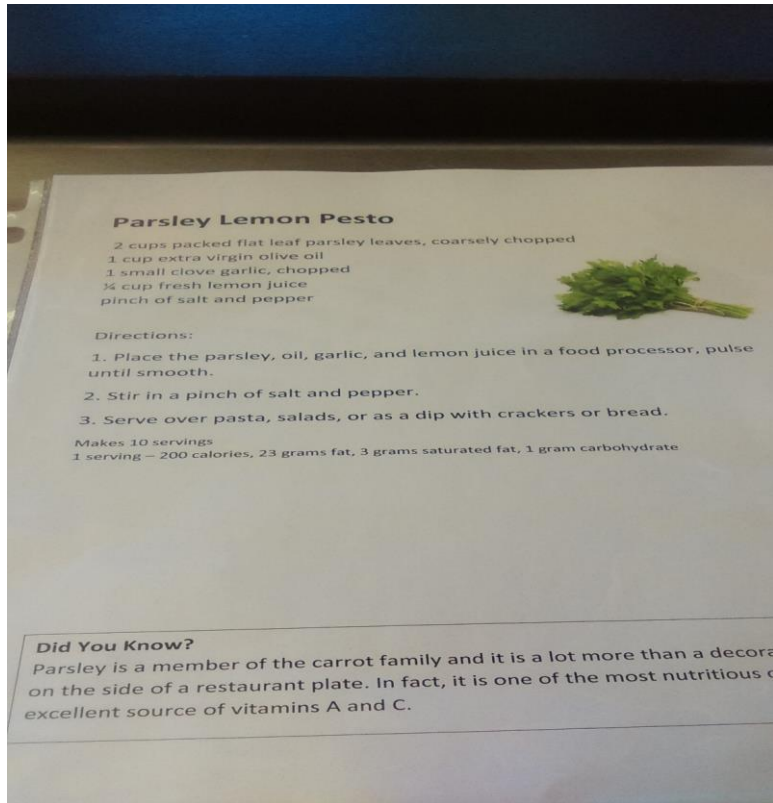 Parsley Lemon Pesto
2 cups packed flat leaf parsley leaves, coarsely chopped
1 cup extra virgin olive oil
1 small clove garlic, chopped
¼ cup fresh lemon juice
pinch of salt and pepper
Directions:
1. Place the parsley, oil, garlic, and lemon juice in a food processor, pulse
until smooth.
2. Stir in a pinch of salt and pepper.
3. Serve over pasta, salads, or as a dip with crackers or bread.
Makes 10 servings
1 serving – 200 calories, 23 grams fat, 3 grams saturated fat, 1 gram carbohydrate
Did You Know?
Parsley is a member of the carrot family and it is a lot more than a decora
on the side of a restaurant plate. In fact, it is one of the most nutritious
excellent source of vitamins A and C.